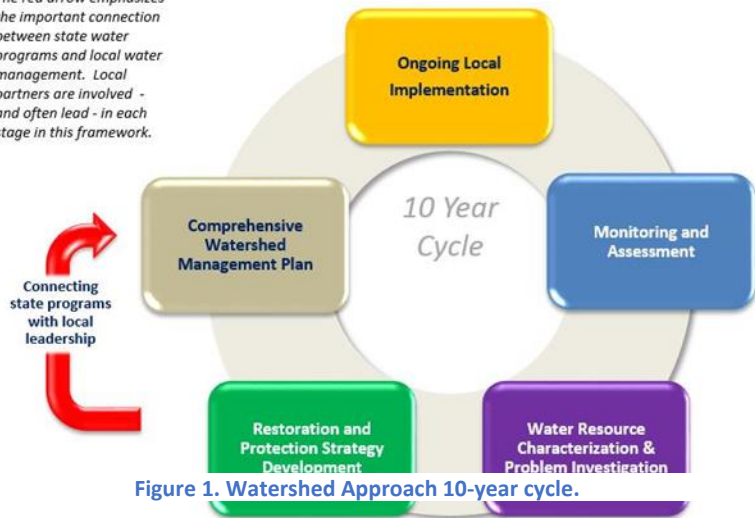 the important connection
between state water
programs and local water
management. Local
partners are involved -
and often lead - in each
stage in this framework.
Ongoing Local
Implementation
10 Year
Cycle
Comprehensive
Watershed
Management Plan
Monitoring and
Assessment
Connecting
state programs
with local
leadership
Restoration and
Protection Strategy
Development
Water Resource
Characterization &
Problem Investigation
Figure 1. Watershed Approach 10-year cycle.